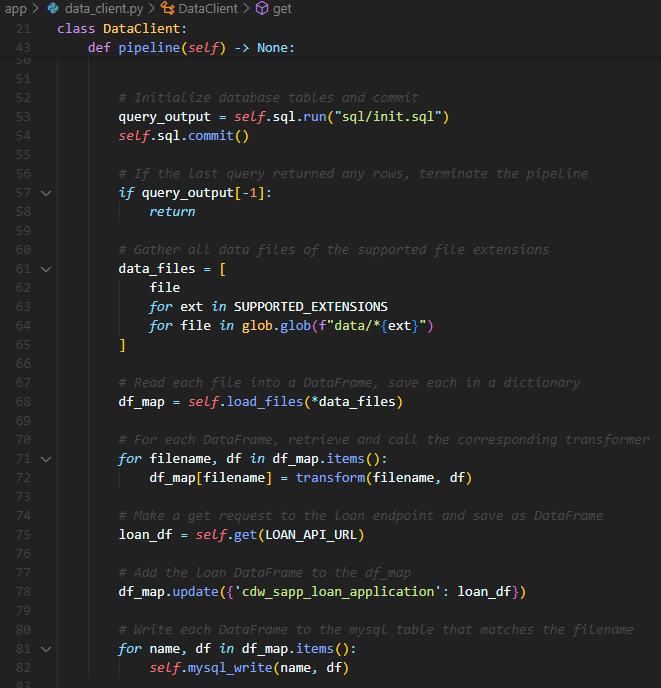 app > data_client.py > DataClient > get
21 class DataClient:
43     def pipeline(self) -> None:
50
51
52         # Initialize database tables and commit
53         query_output = self.sql.run("sql/init.sql")
54         self.sql.commit()
55
56         # If the last query returned any rows, terminate the pipeline
57         if query_output[-1]:
58             return
59
60         # Gather all data files of the supported file extensions
61         data_files = [
62             file
63             for ext in SUPPORTED_EXTENSIONS
64             for file in glob.glob(f"data/*{ext}")
65         ]
66
67         # Read each file into a DataFrame, save each in a dictionary
68         df_map = self.load_files(*data_files)
69
70         # For each DataFrame, retrieve and call the corresponding transformer
71         for filename, df in df_map.items():
72             df_map[filename] = transform(filename, df)
73
74         # Make a get request to the loan endpoint and save as DataFrame
75         loan_df = self.get(LOAN_API_URL)
76
77         # Add the loan DataFrame to the df_map
78         df_map.update({'cdw_sapp_loan_application': loan_df})
79
80         # Write each DataFrame to the mysql table that matches the filename
81         for name, df in df_map.items():
82             self.mysql_write(name, df)
83